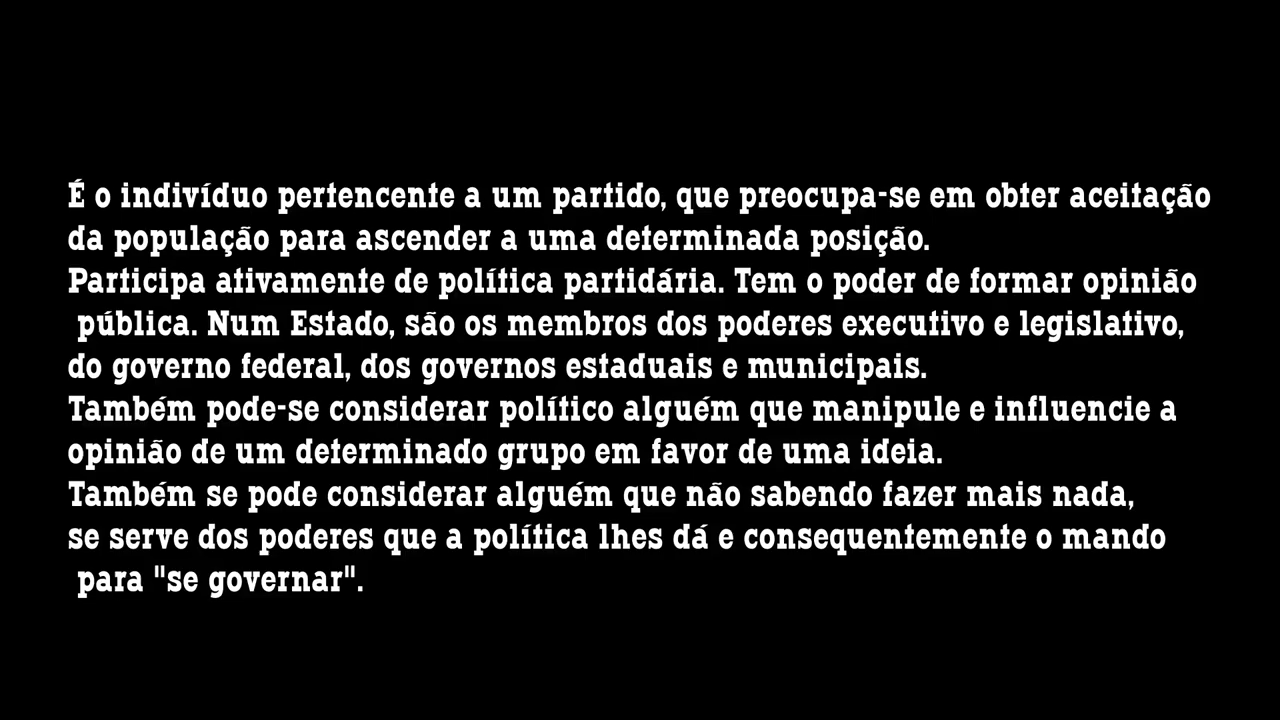 É o indivíduo pertencente a um partido, que preocupa-se em obter aceitação
da população para ascender a uma determinada posição.
Participa ativamente de política partidária. Tem o poder de formar opinião
pública. Num Estado, são os membros dos poderes executivo e legislativo,
do governo federal, dos governos estaduais e municipais.
Também pode-se considerar político alguém que manipule e influencie a
opinião de um determinado grupo em favor de uma ideia.
Também se pode considerar alguém que não sabendo fazer mais nada,
se serve dos poderes que a política lhes dá e consequentemente o mando
para "se governar".